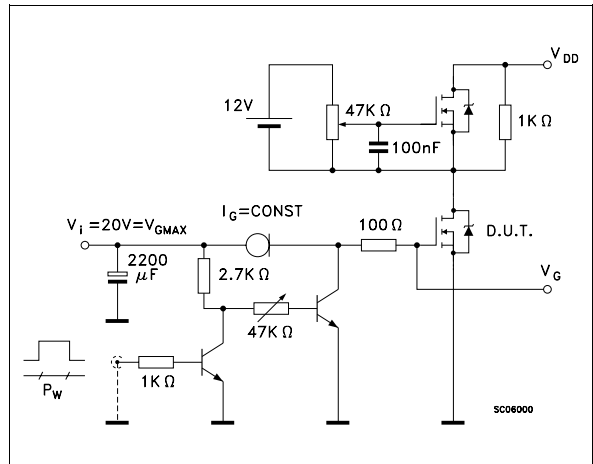 V DD
12V
47K Ω
1K Ω
100nF
I G =CONST
V i =20V=V GMAX
100 Ω
D.U.T.
2200
μF
2.7K Ω
V G
47K Ω
1K Ω
P W
SC06000